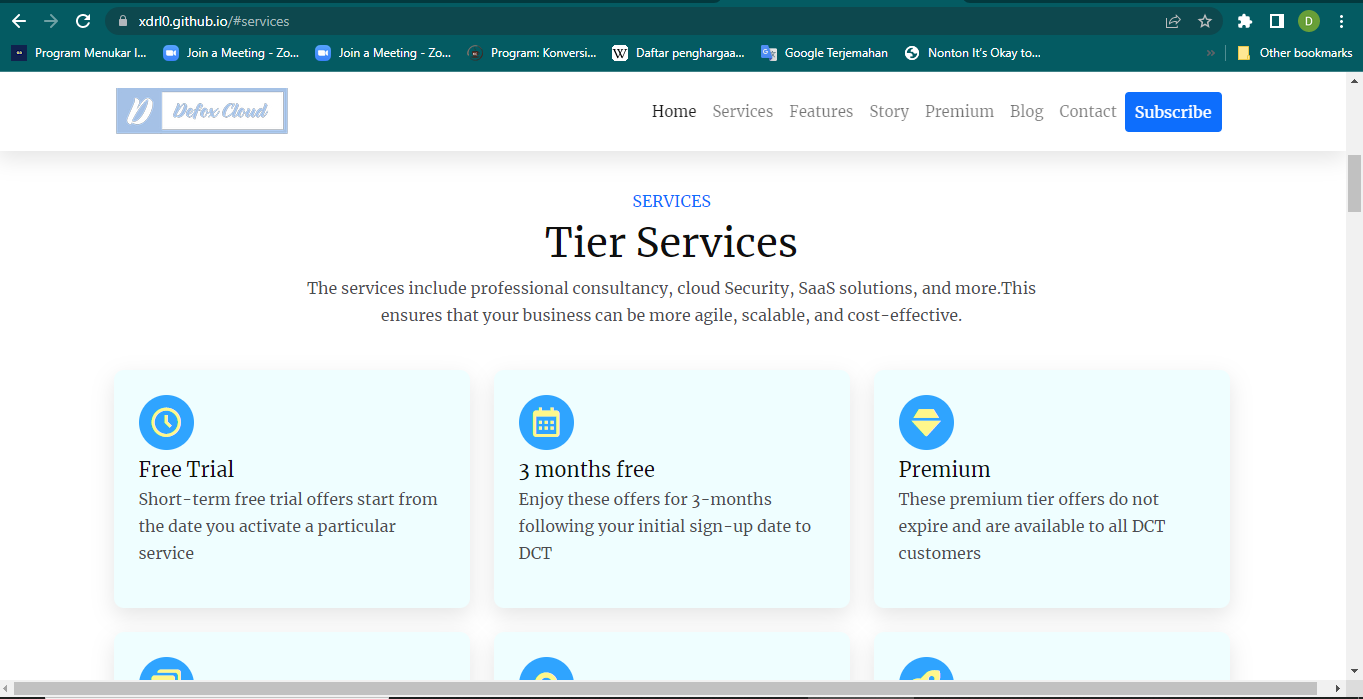 xdrl0.github.io/#services
D
Program Menukar I...
Join a Meeting - Zo...
Join a Meeting - Zo...
Program: Konversi...
W
Daftar penghargaa...
Google Terjemahan
Nonton It's Okay to...
»
Other bookmarks
D Defox Cloud
Home Services Features Story Premium Blog Contact Subscribe
SERVICES
Tier Services
The services include professional consultancy, cloud Security, SaaS solutions, and more.This
ensures that your business can be more agile, scalable, and cost-effective.
Free Trial
Short-term free trial offers start from
the date you activate a particular
service
3 months free
Enjoy these offers for 3-months
following your initial sign-up date to
DCT
Premium
These premium tier offers do not
expire and are available to all DCT
customers